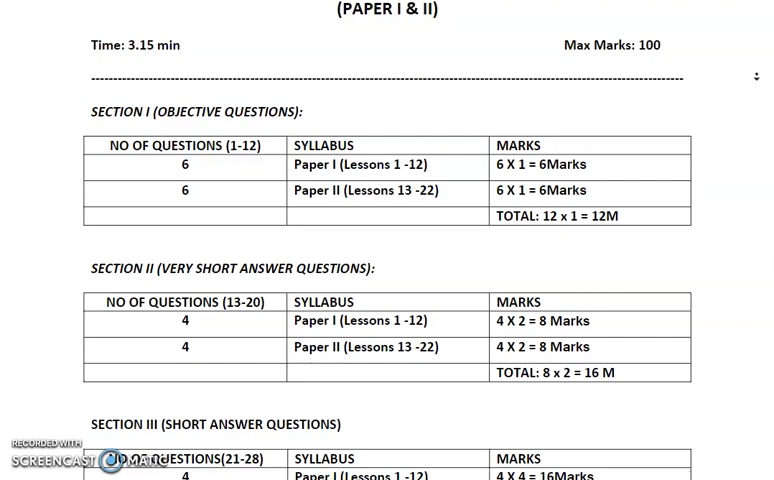 (PAPER I & II)
Time: 3.15 min Max Marks: 100
SECTION I (OBJECTIVE QUESTIONS):
NO OF QUESTIONS (1-12) SYLLABUS MARKS
6 Paper I (Lessons 1 -12) 6 X 1 = 6Marks
6 Paper II (Lessons 13 -22) 6 X 1 = 6Marks
TOTAL: 12 x 1 = 12M
SECTION II (VERY SHORT ANSWER QUESTIONS):
NO OF QUESTIONS (13-20) SYLLABUS MARKS
4 Paper I (Lessons 1 -12) 4 X 2 = 8 Marks
4 Paper II (Lessons 13 -22) 4 X 2 = 8 Marks
TOTAL: 8 x 2 = 16 M
SECTION III (SHORT ANSWER QUESTIONS)
RECORDED WITH
NO OF QUESTIONS(21-28) SYLLABUS MARKS
SCREENCAST MATIC
4 Paper I (Lessons 1 -12) 4 X 4 = 16Marks